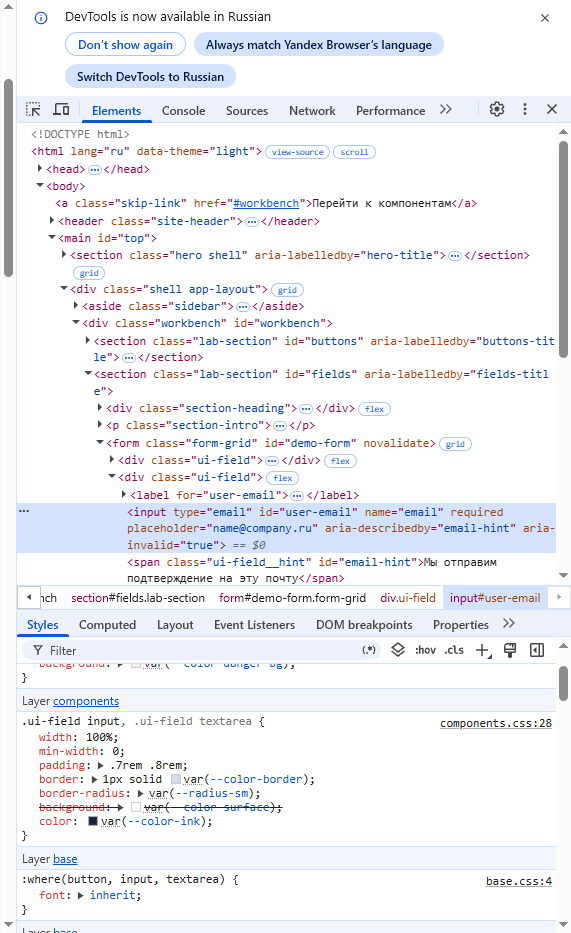 DevTools is now available in Russian
Don't show again
Always match Yandex Browser's language
Switch DevTools to Russian
Elements
Console
Sources
Network
Performance
<!DOCTYPE html>
<html lang="ru" data-theme="light"> view-source scroll
<head> </head>
<body>
<a class="skip-link" href="#workbench">Перейти к компонентам</a>
<header class="site-header"> </header>
<main id="top">
<section class="hero shell" aria-labelledby="hero-title"> </section>
grid
<div class="shell app-layout"> grid
<aside class="sidebar"> </aside>
<div class="workbench" id="workbench">
<section class="lab-section" id="buttons" aria-labelledby="buttons-tit
le"> </section>
<section class="lab-section" id="fields" aria-labelledby="fields-titl
e">
<div class="section-heading"> </div> flex
<p class="section-intro"> </p>
<form class="form-grid" id="demo-form" novalidate> grid
<div class="ui-field"> </div> flex
<div class="ui-field"> flex
<label for="user-email"> </label>
<input type="email" id="user-email" name="email" required
placeholder="name@company.ru" aria-describedby="email-hint" aria-
invalid="true"> == $0
<span class="ui-field__hint" id="email-hint">Мы отправим
подтверждение на эту почту</span>
nch section#fields.lab-section form#demo-form.form-grid div.ui-field input#user-email
Styles Computed Layout Event Listeners DOM breakpoints Properties
Filter (.*) :hov .cls
background: var(--color-danger-bg);
}
Layer components
.ui-field input, .ui-field textarea { components.css:28
width: 100%;
min-width: 0;
padding: .7rem .8rem;
border: 1px solid var(--color-border);
border-radius: var(--radius-sm);
background: var(--color-surface);
color: var(--color-ink);
}
Layer base
:where(button, input, textarea) { base.css:4
font: inherit;
}
Layer base